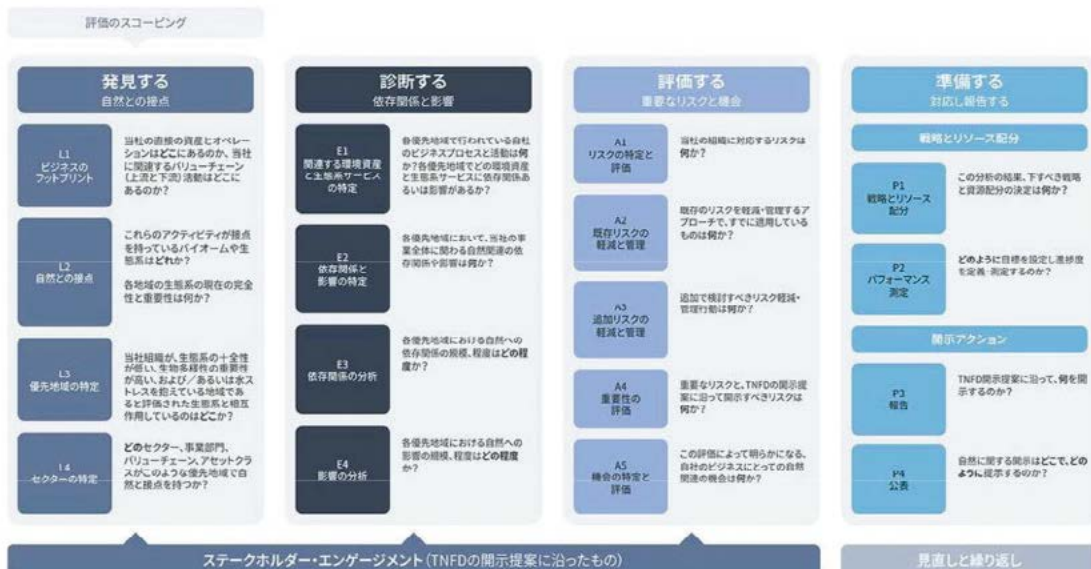 評価のスコーピング
発見する
自然との接点
L1
ビジネスの
フットプリント
当社の直接の資産とオペレー
ションはどこにあるのか、当社
に関連するバリューチェーン
(上流と下流)活動はどこに
あるのか?
L2
自然との接点
これらのアクティビティが接点
を持っているバイオームや生
態系はどれか?
各地域の生態系の現在の完全
性と重要性は何か?
L3
優先地域の特定
当社組織が、生態系の十全性
が低い、生物多様性の重要性
が高い、および/あるいは水ス
トレスを抱えている地域であ
ると評価された生態系と相互
作用しているのはどこか?
L4
セクターの特定
どのセクター、事業部門、
バリューチェーン、アセットクラ
スがこのような優先地域で自
然と接点を持つか?
診断する
依存関係と影響
E1
関連する環境資産
と生態系サービス
の特定
各優先地域で行われている自社
のビジネスプロセスと活動は何
か?各優先地域でどの環境資産
と生態系サービスに依存関係あ
るいは影響があるか?
E2
依存関係と
影響の特定
各優先地域において、当社の事
業全体に関わる自然関連の依
存関係や影響は何か?
E3
依存関係の分析
各優先地域における自然への
依存関係の規模、程度はどの程
度か?
E4
影響の分析
各優先地域における自然への
影響の規模、程度はどの程度
か?
評価する
重要なリスクと機会
A1
リスクの特定と
評価
当社の組織に対応するリスクは
何か?
A2
既存リスクの
軽減と管理
既存のリスクを軽減・管理するア
プローチで、すでに適用している
ものは何か?
A3
追加リスクの
軽減と管理
追加で検討すべきリスク軽減・
管理行動は何か?
A4
重要性の
評価
重要なリスクと、TNFDの開示提
案に沿って開示すべきリスクは
何か?
A5
機会の特定と
評価
この評価によって明らかになる、
自社のビジネスにとっての自然
関連の機会は何か?
準備する
対応し報告する
戦略とリソース配分
P1
戦略とリソース
配分
この分析の結果、下すべき戦略
と資源配分の決定は何か?
P2
パフォーマンス
測定
どのように目標を設定し進捗度
を定義・測定するのか?
開示アクション
P3
報告
TNFD開示提案に沿って、何を開
示するのか?
P4
公表
自然に関する開示はどこで、どの
ように提示するのか?
ステークホルダー・エンゲージメント(TNFDの開示提案に沿ったもの)
見直しと繰り返し